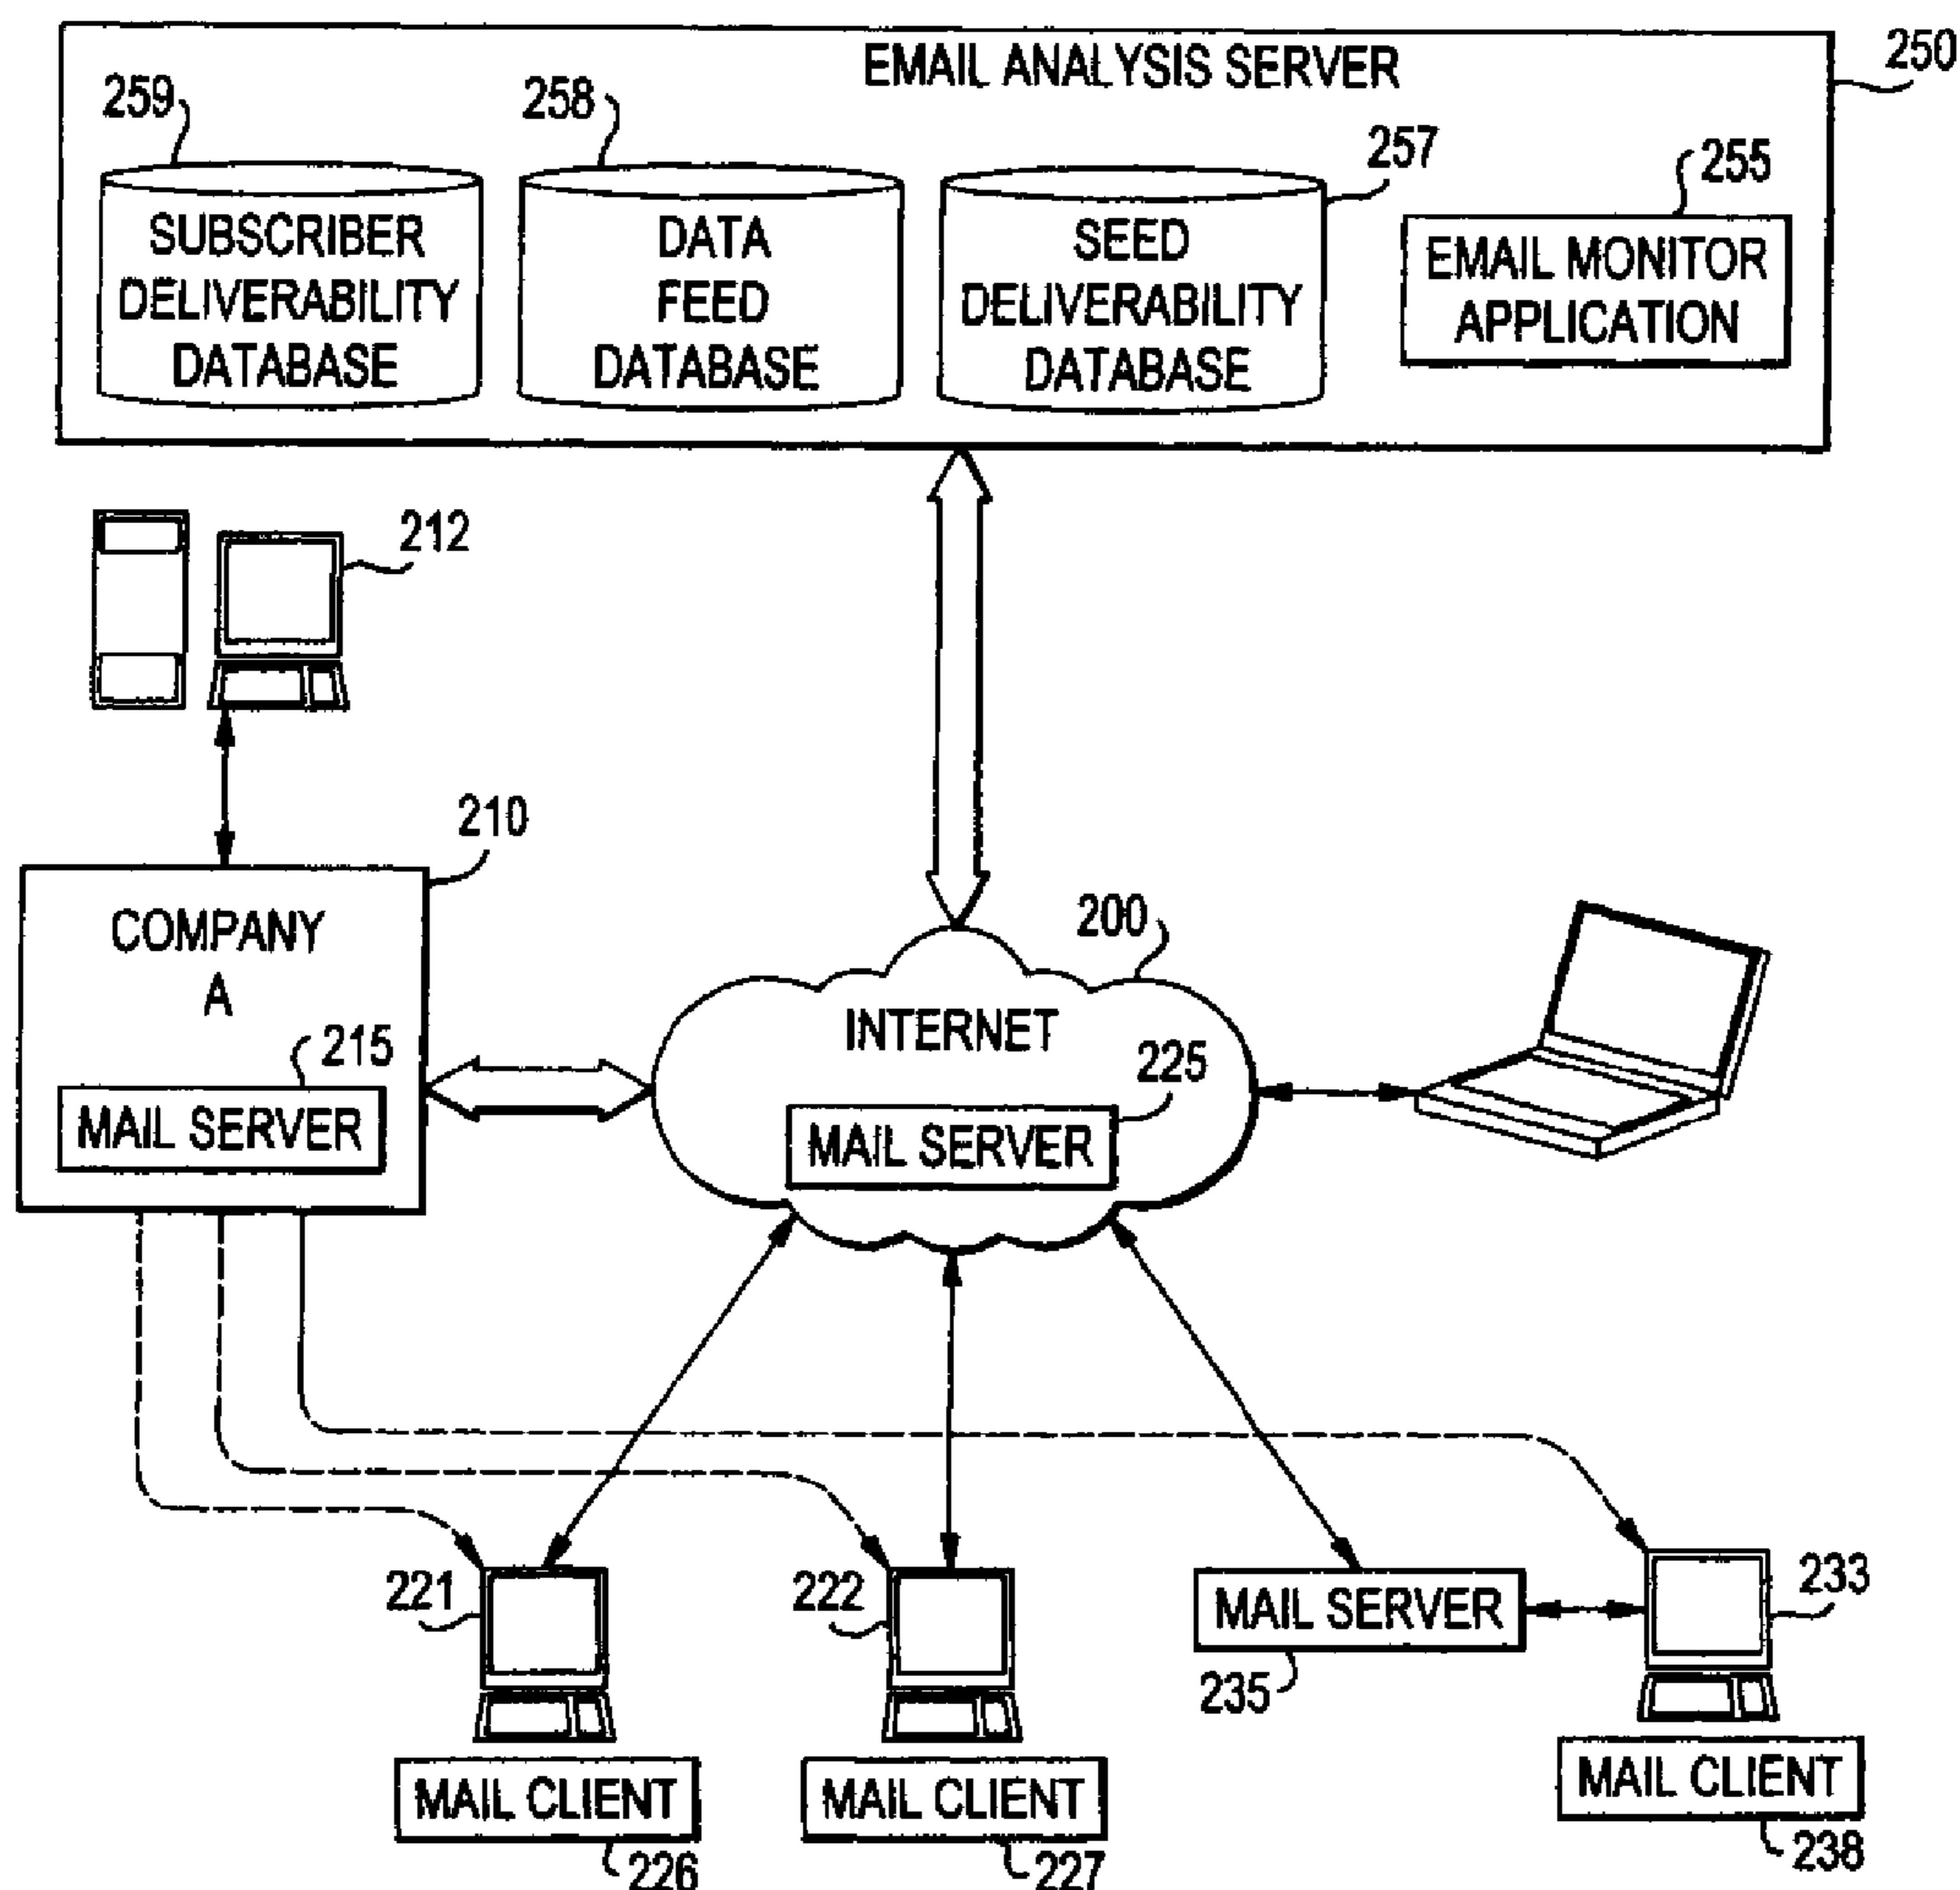 EMAIL ANALYSIS SERVER
250
259
258
257
255
SUBSCRIBER
DELIVERABILITY
DATABASE
DATA
FEED
DATABASE
SEED
DELIVERABILITY
DATABASE
EMAIL MONITOR
APPLICATION
212
210
COMPANY
A
215
MAIL SERVER
200
INTERNET
225
MAIL SERVER
221
222
MAIL SERVER
235
233
MAIL CLIENT
226
MAIL CLIENT
227
MAIL CLIENT
238